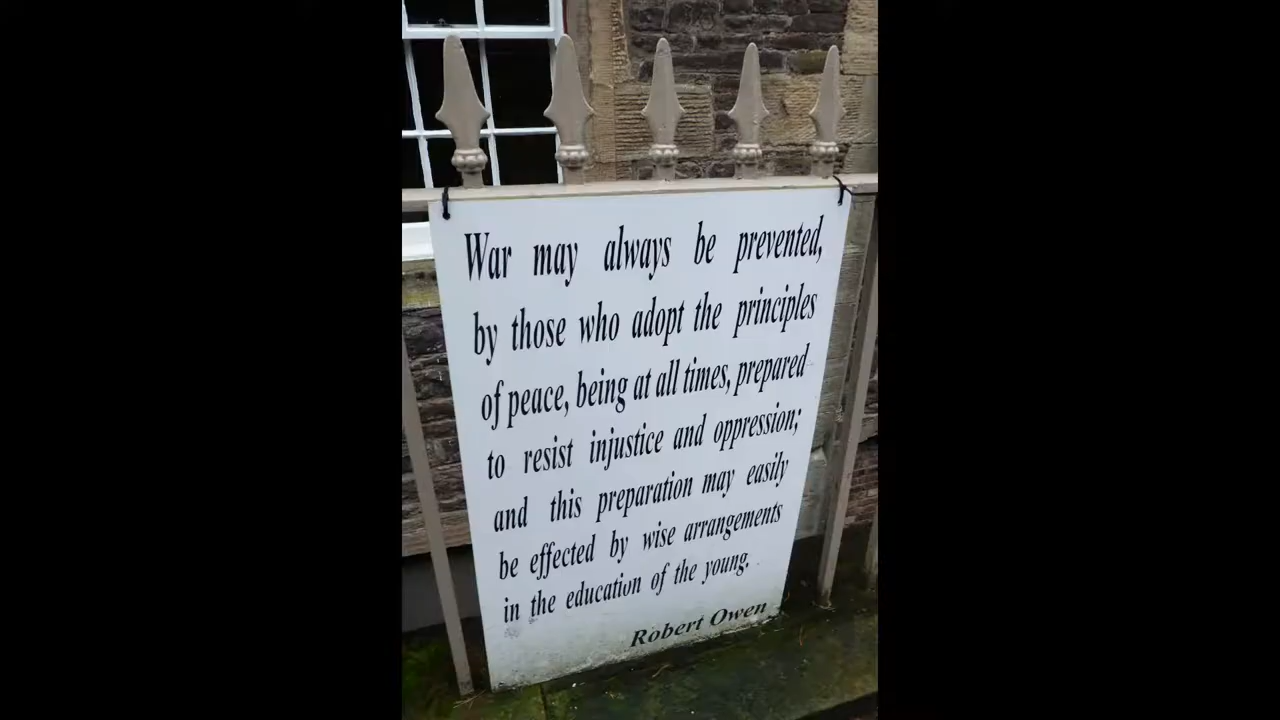 War may always be prevented,
by those who adopt the principles
of peace, being at all times, prepared
to resist injustice and oppression;
and this preparation may easily
be effected by wise arrangements
in the education of the young.
Robert Owen